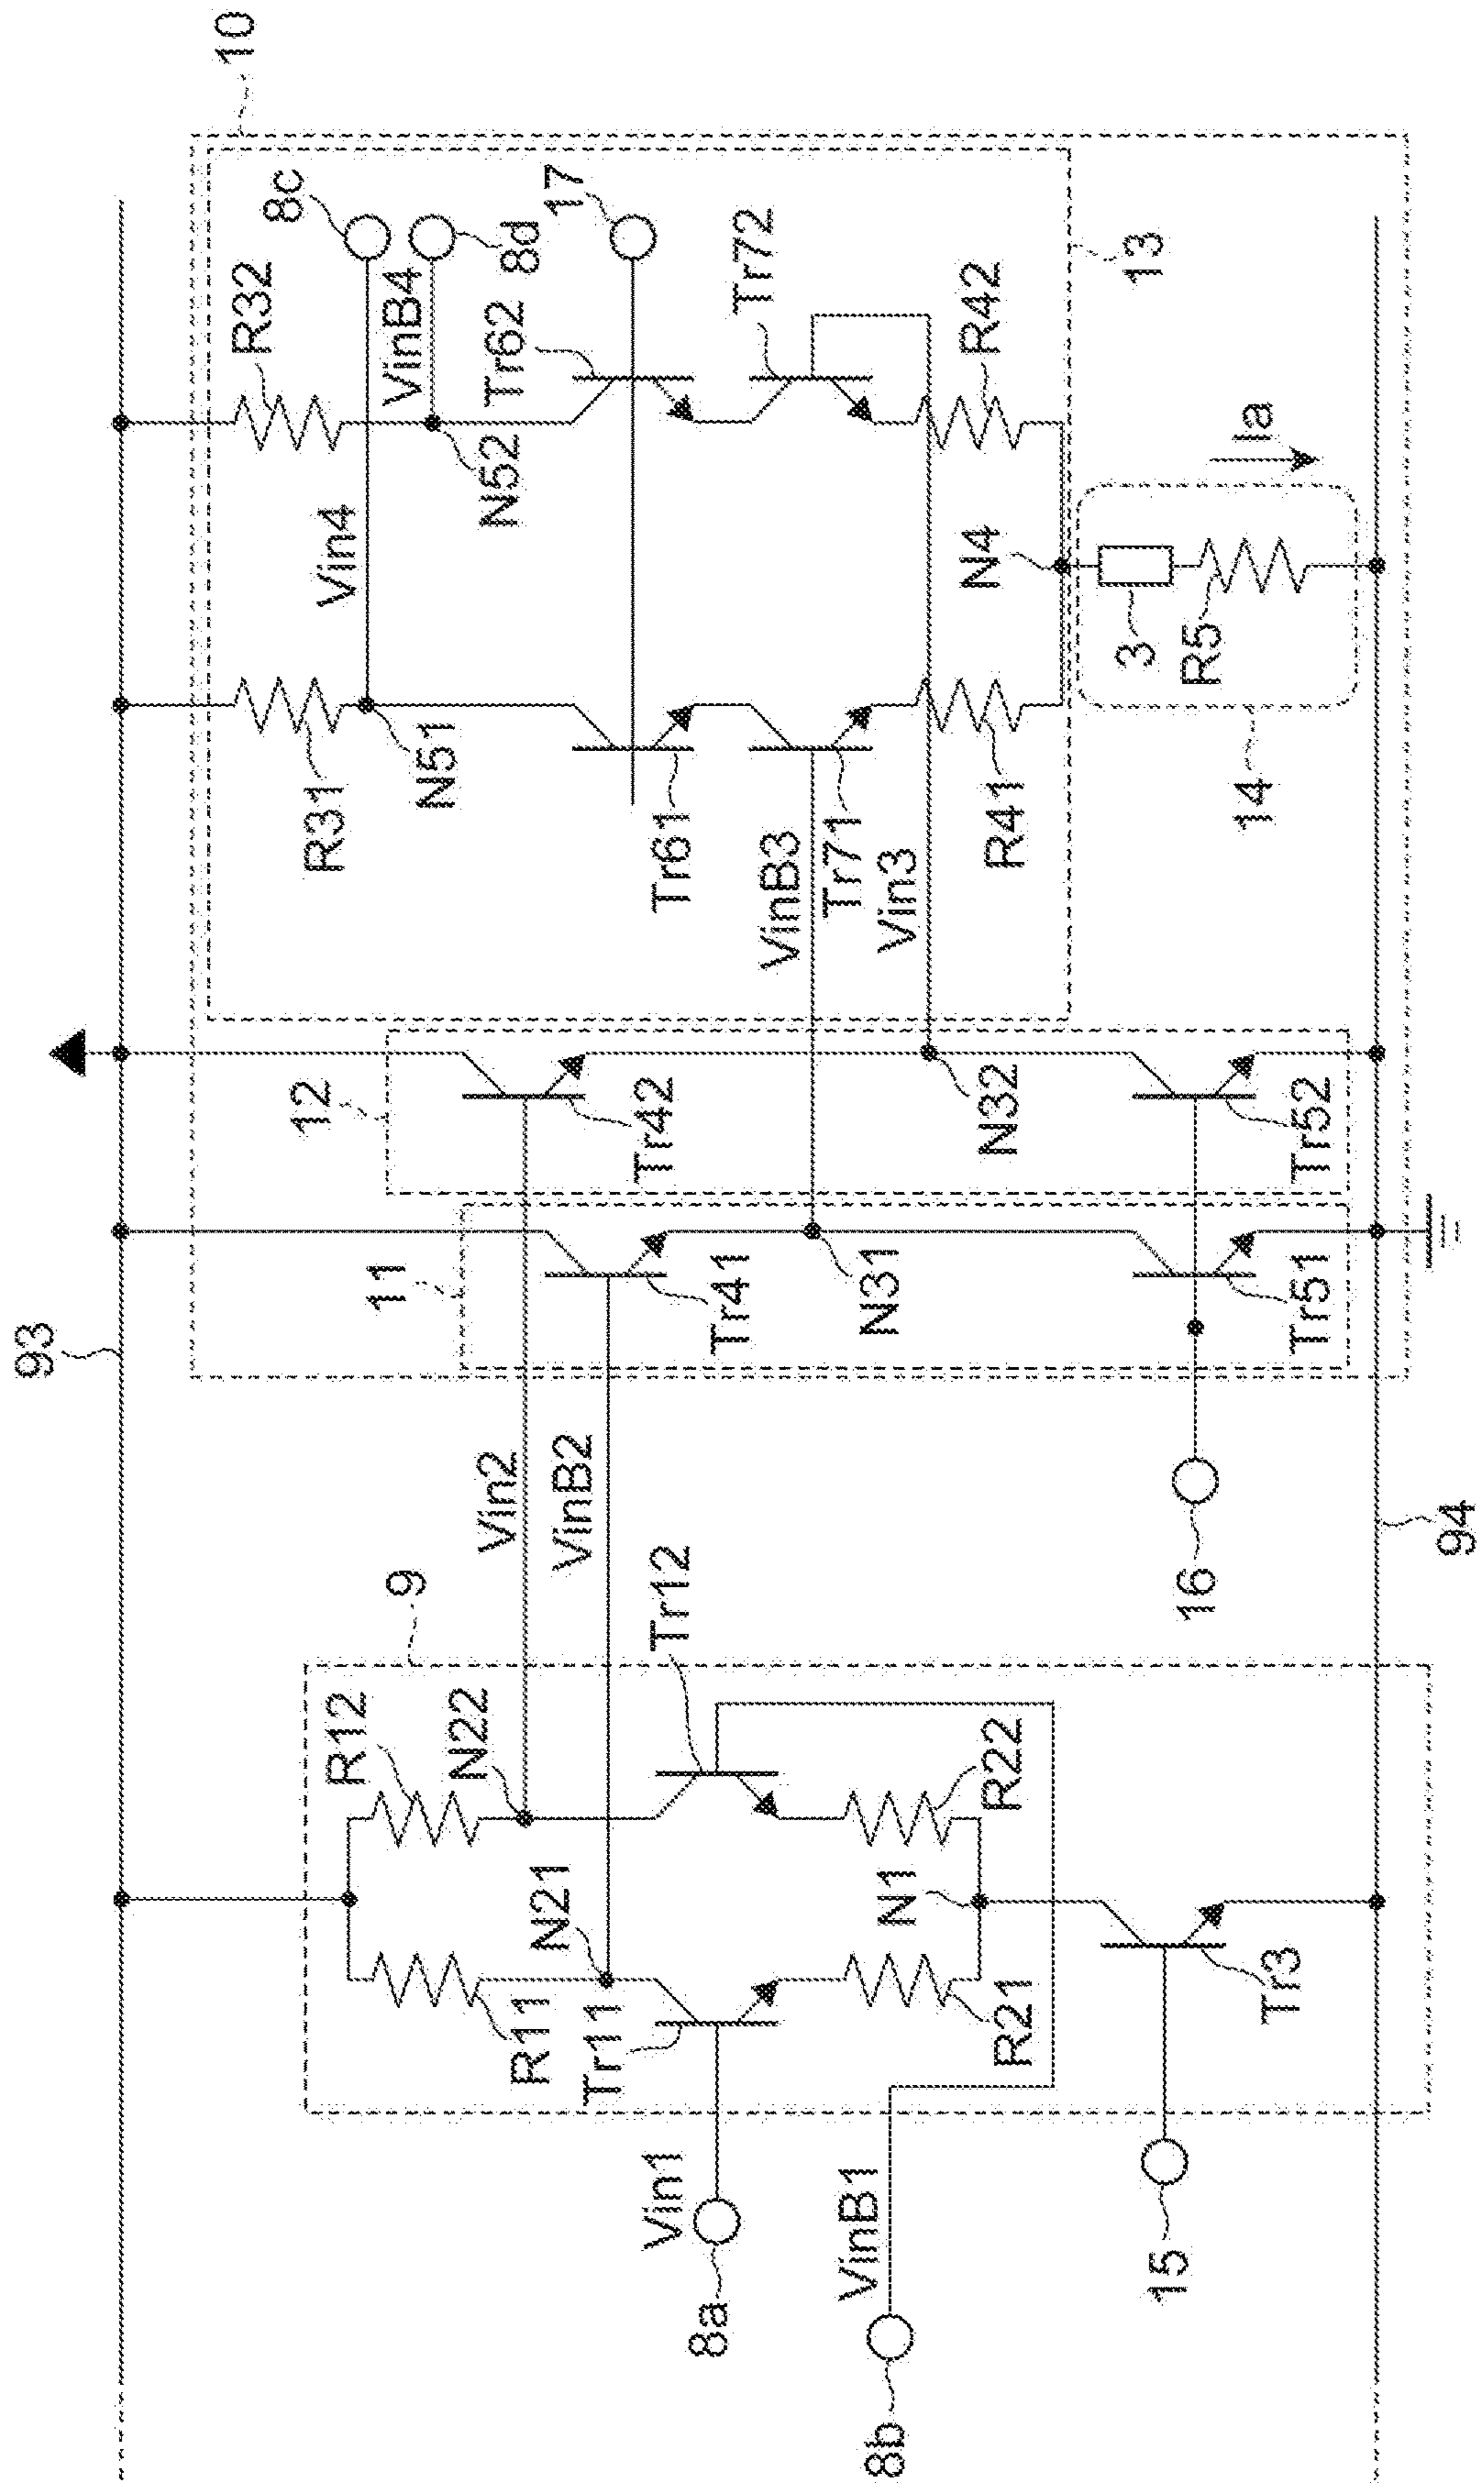 10
93
12
11
9
8c
8d
17
R32
VinB4
Tr62
Tr72
N52
Vin4
R42
13
Ia
N4
3
R5
14
R31
N51
Tr61
VinB3
Tr71
Vin3
R41
Tr42
N32
Tr52
Tr41
N31
Tr51
Vin2
VinB2
16
94
R12
N22
Tr12
R22
N21
N1
R11
Tr11
R21
Tr3
Vin1
8a
VinB1
8b
15